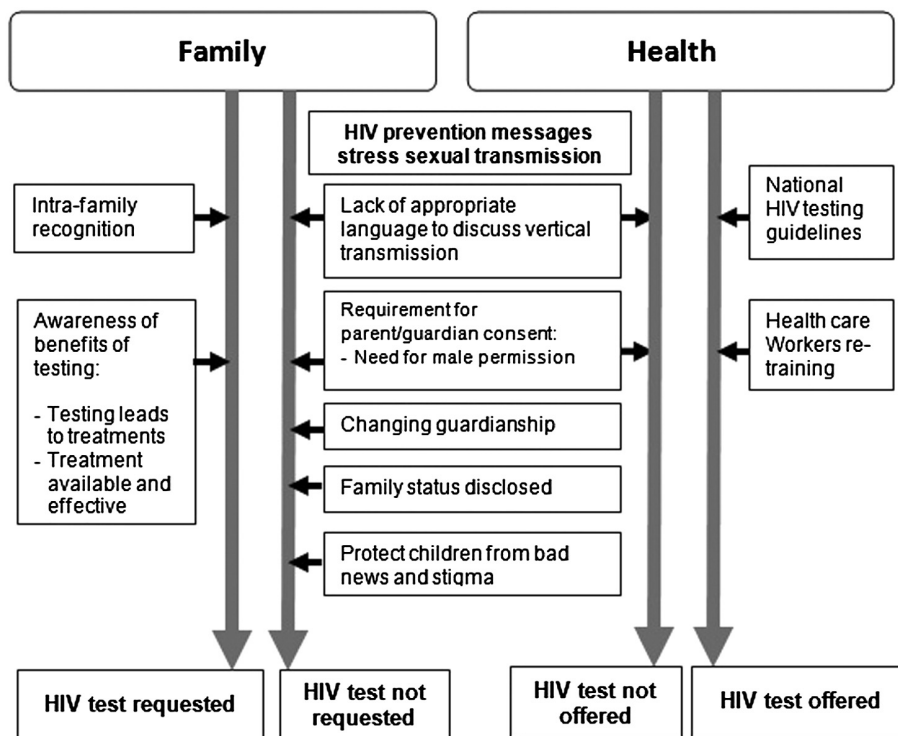 Family
Health
HIV prevention messages
stress sexual transmission
Intra-family
recognition
Lack of appropriate
language to discuss vertical
transmission
National
HIV testing
guidelines
Awareness of
benefits of
testing:
- Testing leads
to treatments
- Treatment
available and
effective
Requirement for
parent/guardian consent:
- Need for male permission
Health care
Workers re-
training
Changing guardianship
Family status disclosed
Protect children from bad
news and stigma
HIV test requested
HIV test not
requested
HIV test not
offered
HIV test offered